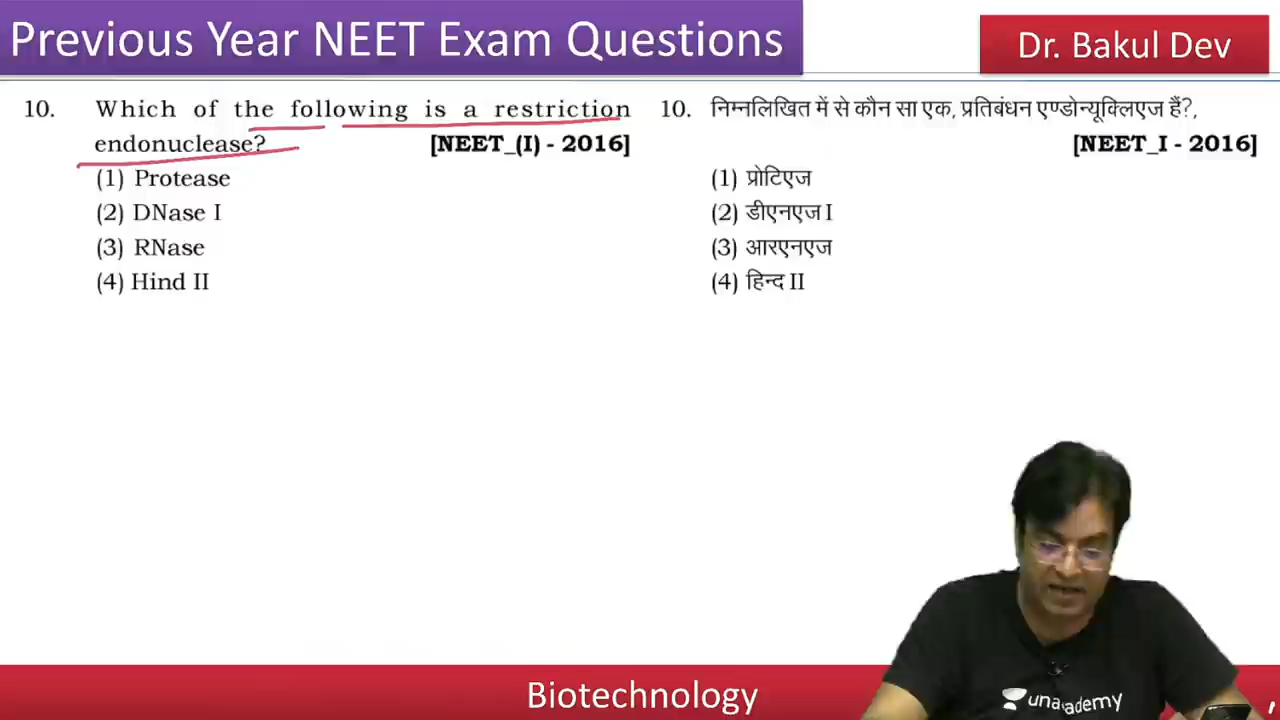 Previous Year NEET Exam Questions
Dr. Bakul Dev
10. Which of the following is a restriction
endonuclease? [NEET_(I) - 2016]
(1) Protease
(2) DNase I
(3) RNase
(4) Hind II
10. निम्नलिखित में से कौन सा एक, प्रतिबंधन एण्डोन्यूक्लिएज हैं?,
[NEET_I - 2016]
(1) प्रोटिएज
(2) डीएनएज I
(3) आरएनएज
(4) हिन्द II
unacademy
Biotechnology